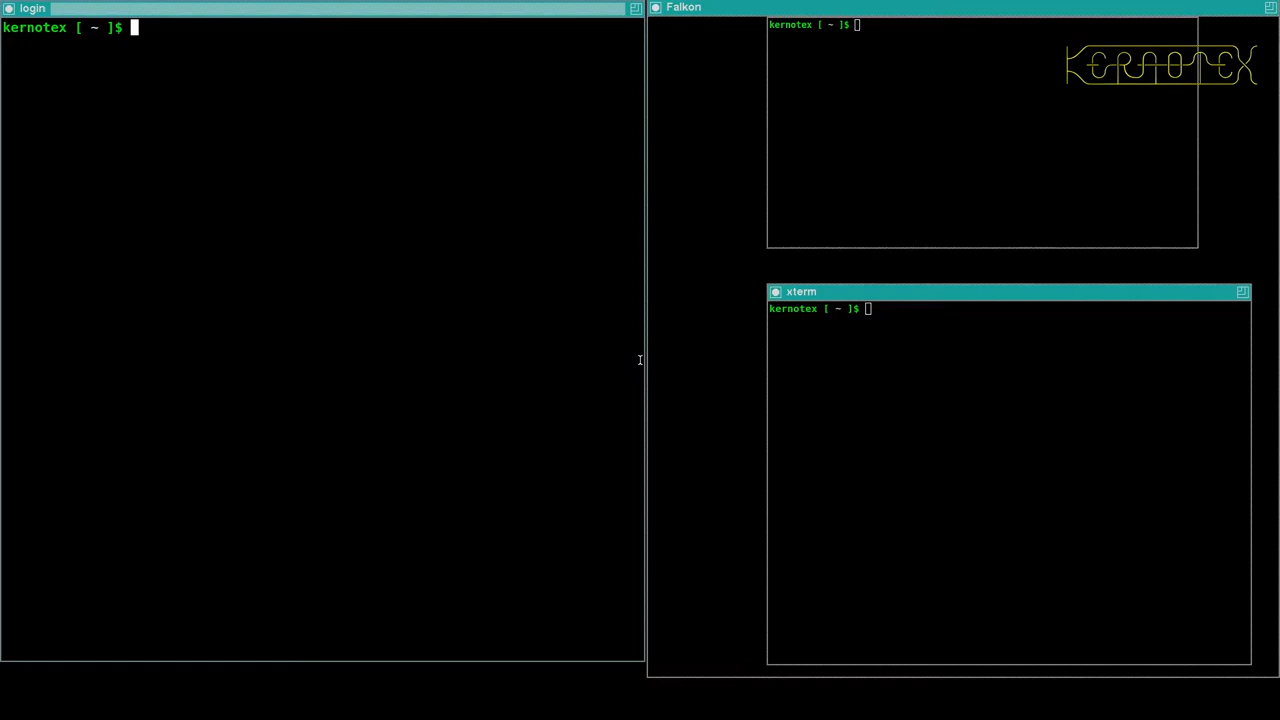 login
kernotex [ ~ ]$
Falkon
kernotex [ ~ ]$
KERNOTEX
xterm
kernotex [ ~ ]$